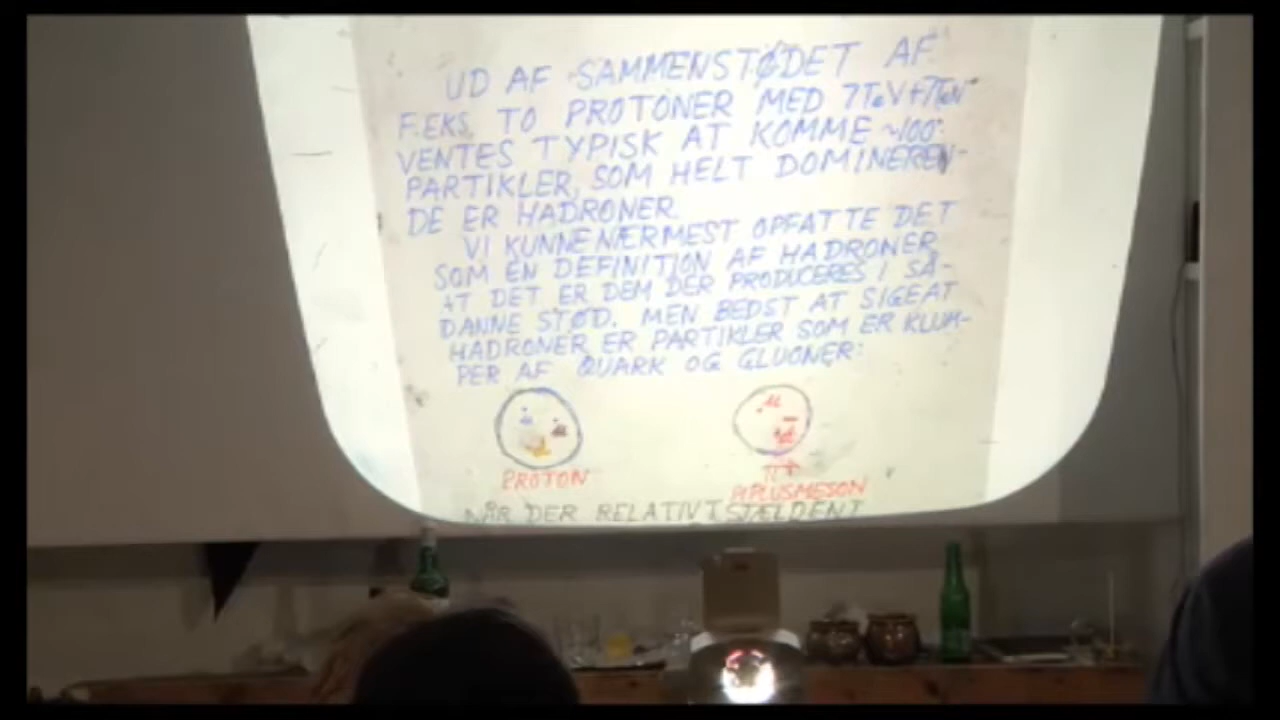 UD AF SAMMENSTØDET AF
F.EKS. TO PROTONER MED 7TeV+7TeV
VENTES TYPISK AT KOMME ~100
PARTIKLER, SOM HELT DOMINEREN-
DE ER HADRONER.
VI KUNNE NÆRMEST OPFATTE DET
SOM EN DEFINITION AF HADRONER
AT DET ER DEM DER PRODUCERES I SÅ-
DANNE STØD. MEN BEDST AT SIGE AT
HADRONER ER PARTIKLER SOM ER KLUM-
PER AF QUARK OG GLUONER:
u u
u d
π+
PROTON
PIPLUSMESON
NÅR DER RELATIVT SJÆLDENT